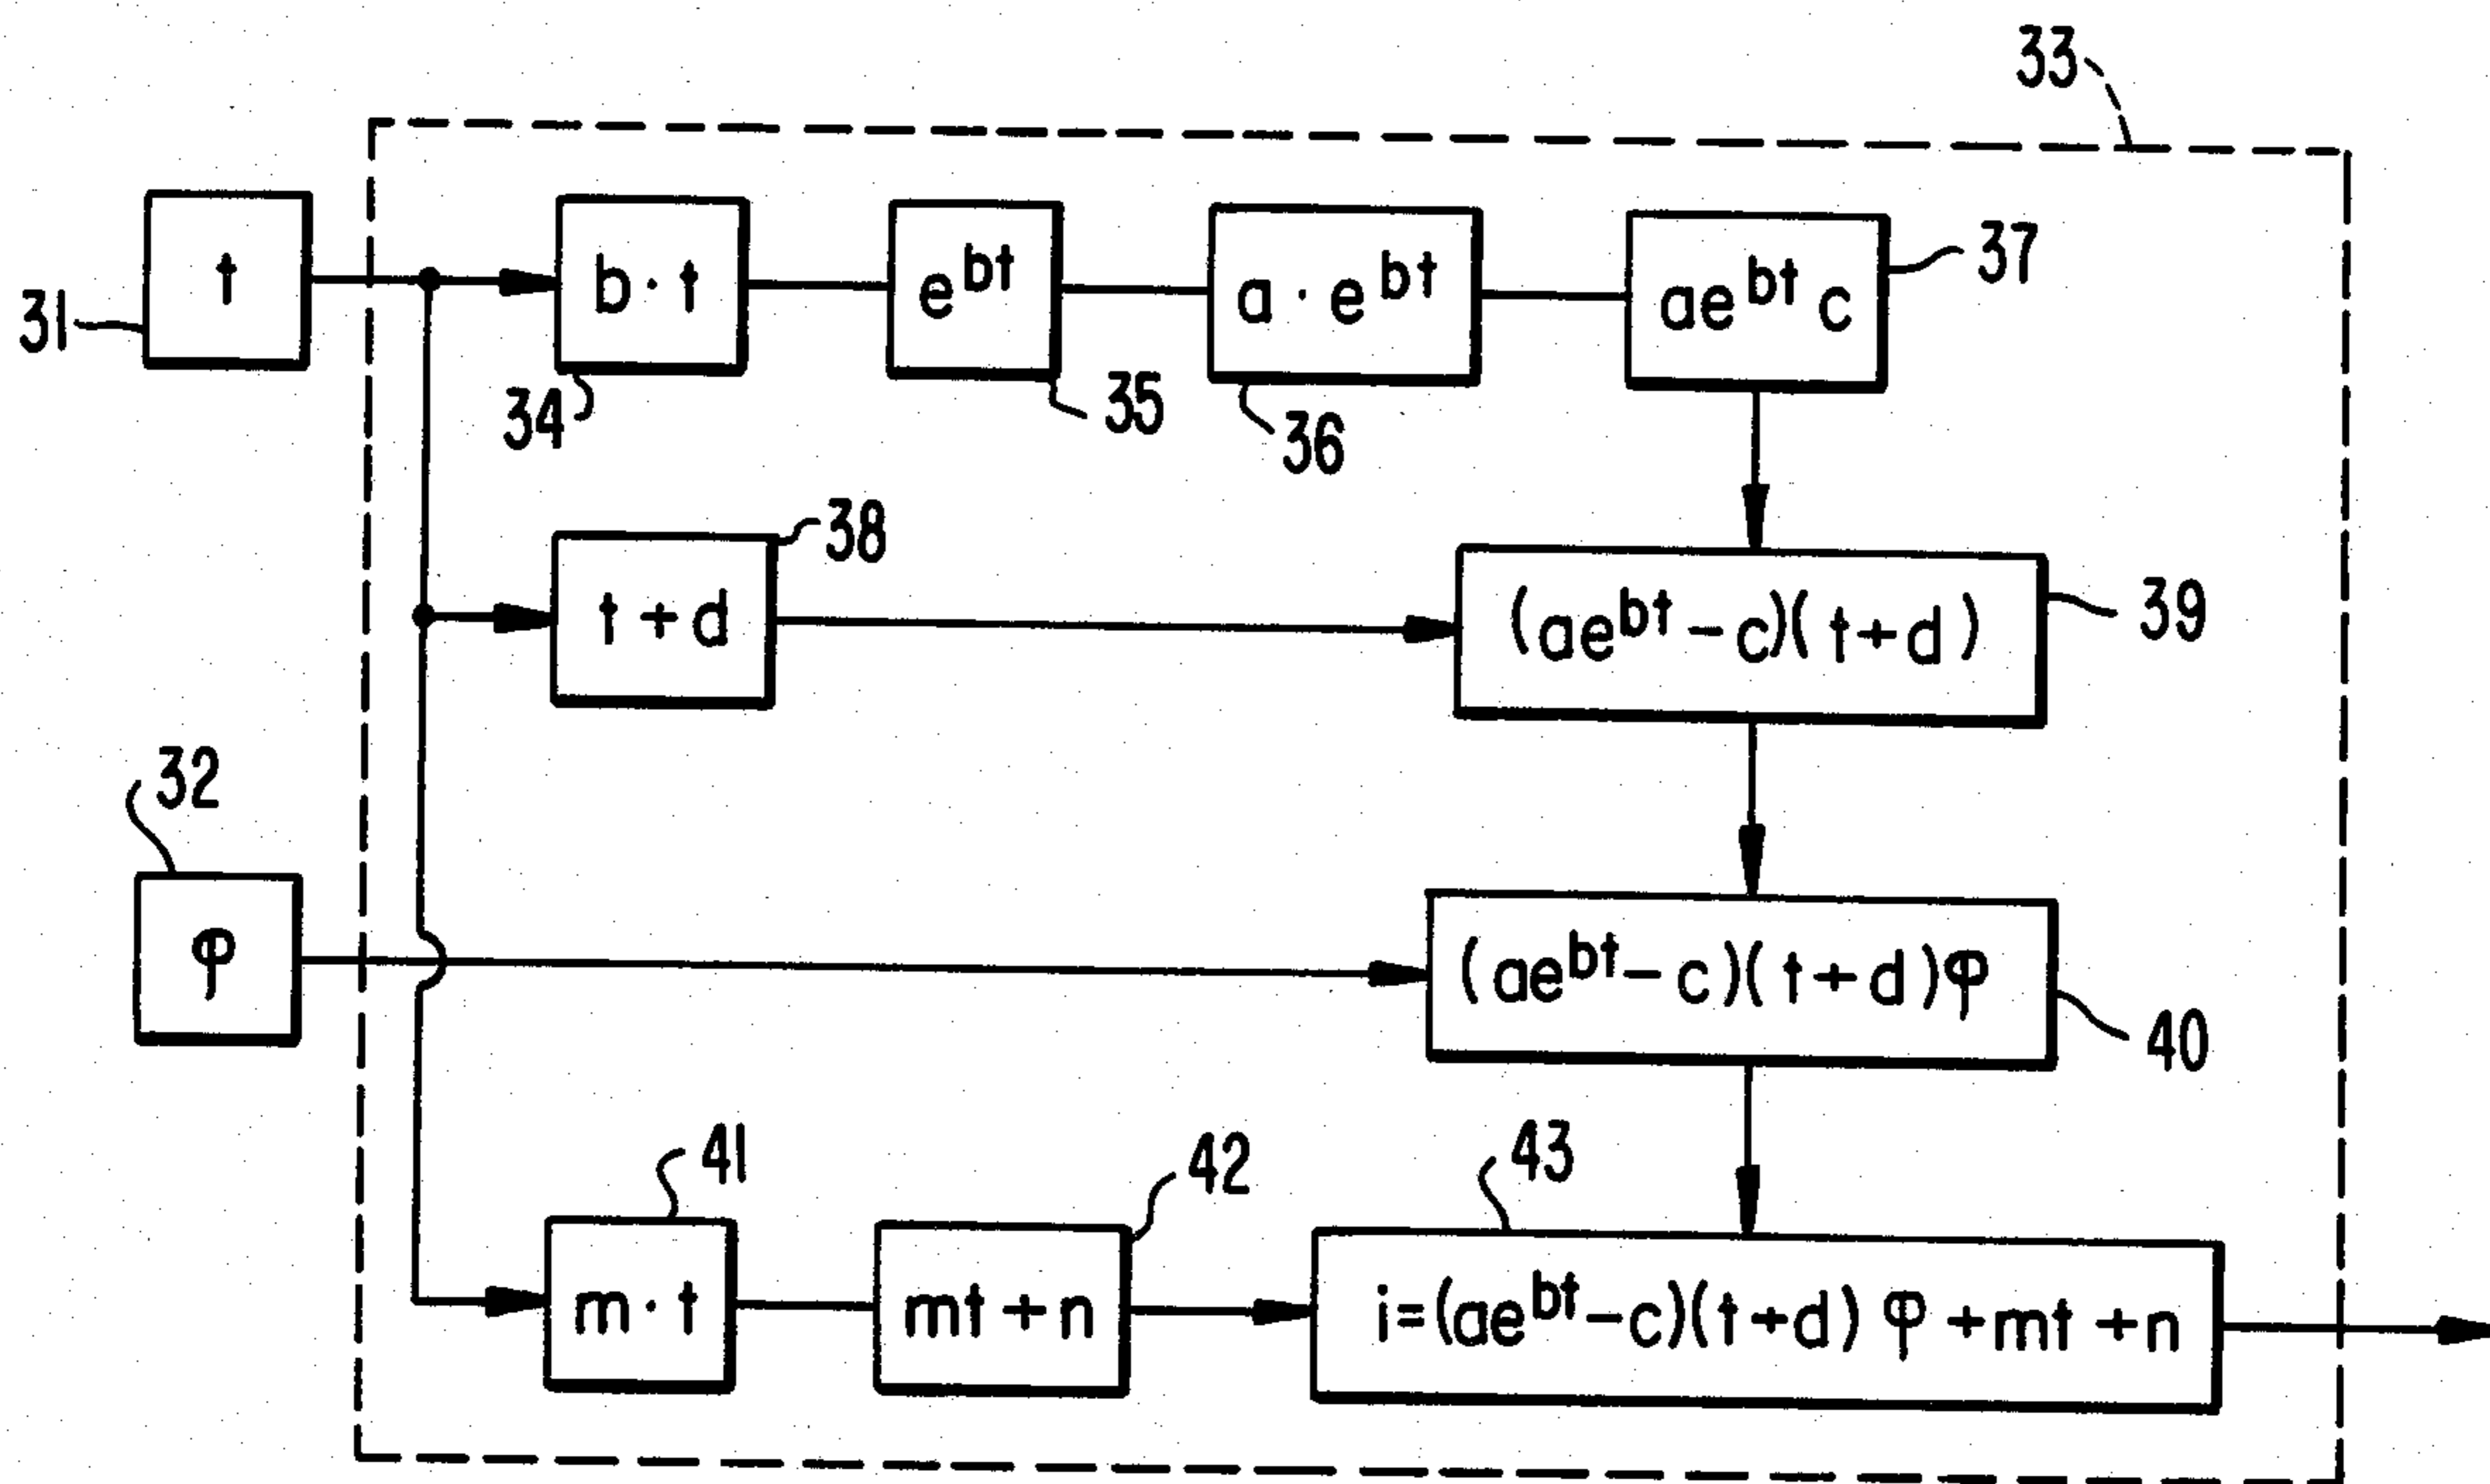 33
t
b · t
e^{bt}
a · e^{bt}
ae^{bt} c
37
31
34
35
36
38
t + d
(ae^{bt} - c)(t + d)
39
32
φ
(ae^{bt} - c)(t + d)φ
40
41
42
43
m · t
mt + n
i=(ae^{bt} - c)(t + d) φ + mt + n